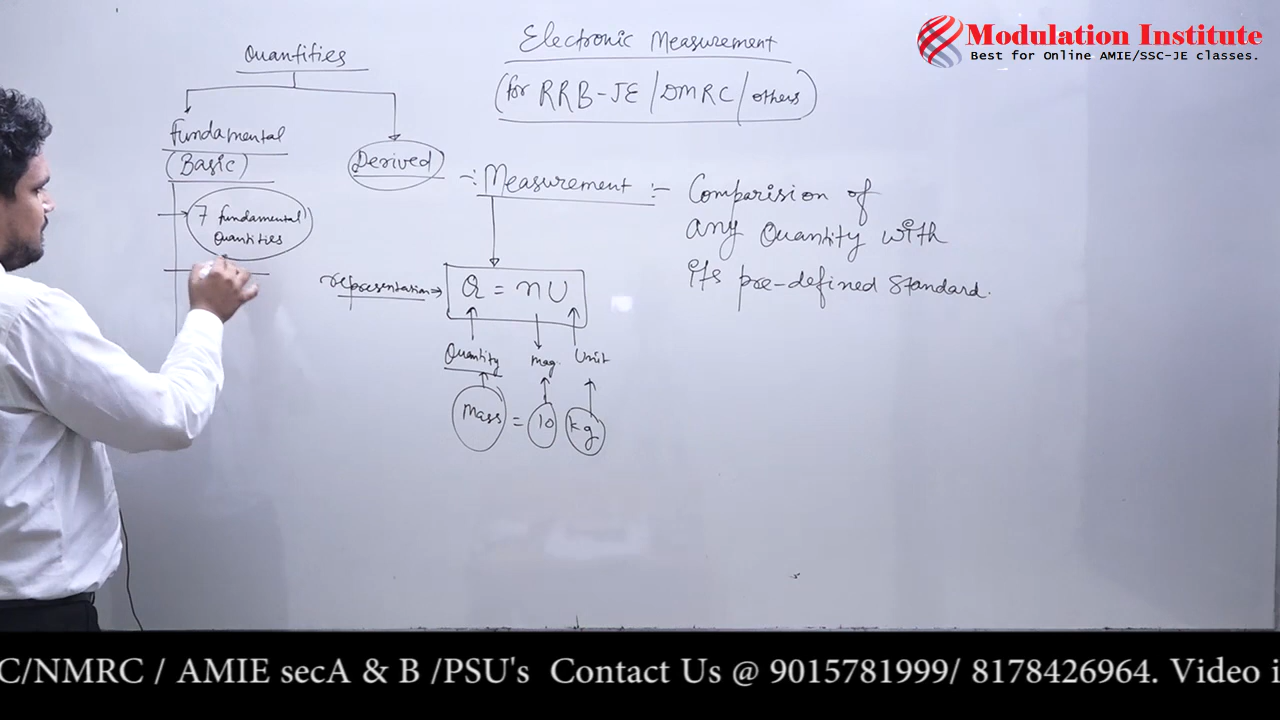 Modulation Institute
Best for Online AMIE/SSC-JE classes.
Electronic Measurement
(for RRB-JE/DMRC/others)
Quantities
Fundamental
(Basic)
Derived
7 fundamental
Quantities
-: Measurement :-
Comparision of
any Quantity with
its pre-defined standard.
representation
Q = nU
Quantity
mag.
Unit
Mass = 10 kg
C/NMRC / AMIE secA & B /PSU's Contact Us @ 9015781999/ 8178426964. Video i